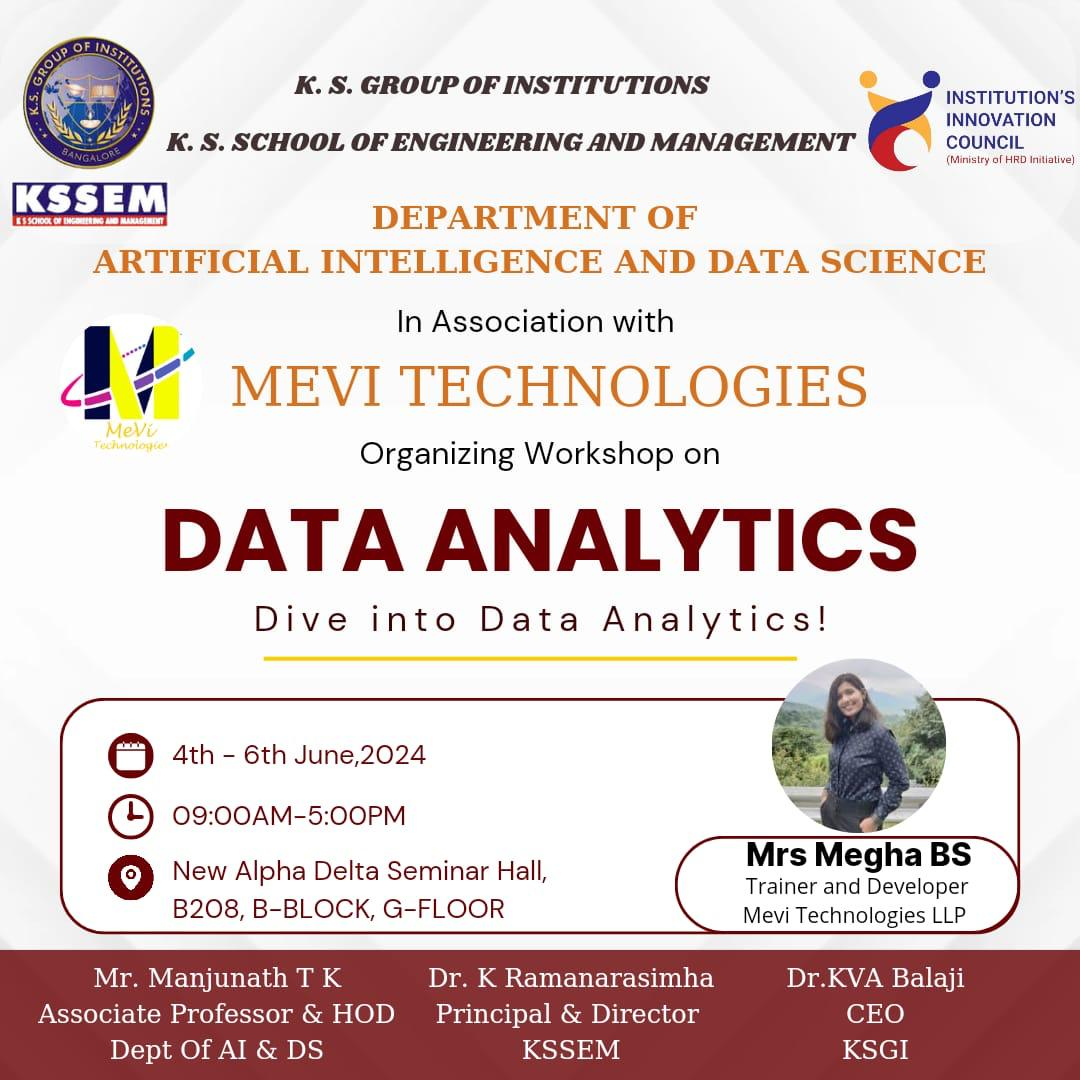 K.S. GROUP OF INSTITUTIONS
BANGALORE
KSSEM
K S SCHOOL OF ENGINEERING AND MANAGEMENT
K. S. GROUP OF INSTITUTIONS
K. S. SCHOOL OF ENGINEERING AND MANAGEMENT
INSTITUTION'S
INNOVATION
COUNCIL
(Ministry of HRD Initiative)
DEPARTMENT OF
ARTIFICIAL INTELLIGENCE AND DATA SCIENCE
In Association with
MeVi
Technologies
MEVI TECHNOLOGIES
Organizing Workshop on
DATA ANALYTICS
Dive into Data Analytics!
4th - 6th June,2024
09:00AM-5:00PM
New Alpha Delta Seminar Hall,
B208, B-BLOCK, G-FLOOR
Mrs Megha BS
Trainer and Developer
Mevi Technologies LLP
Mr. Manjunath T K
Associate Professor & HOD
Dept Of AI & DS
Dr. K Ramanarasimha
Principal & Director
KSSEM
Dr.KVA Balaji
CEO
KSGI